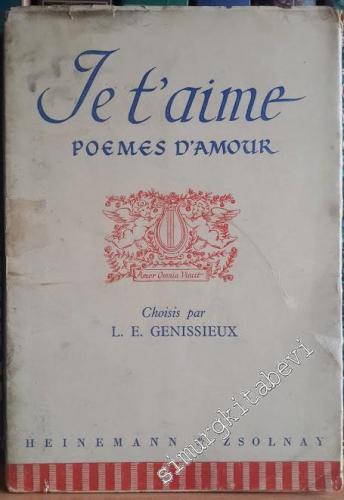 Je t'aime
POEMES D'AMOUR
Amor Omnia Vincit
Choisis par
L. E. GENISSIEUX
HEINEMANN & ZSOLNAY
simurgkitabevi